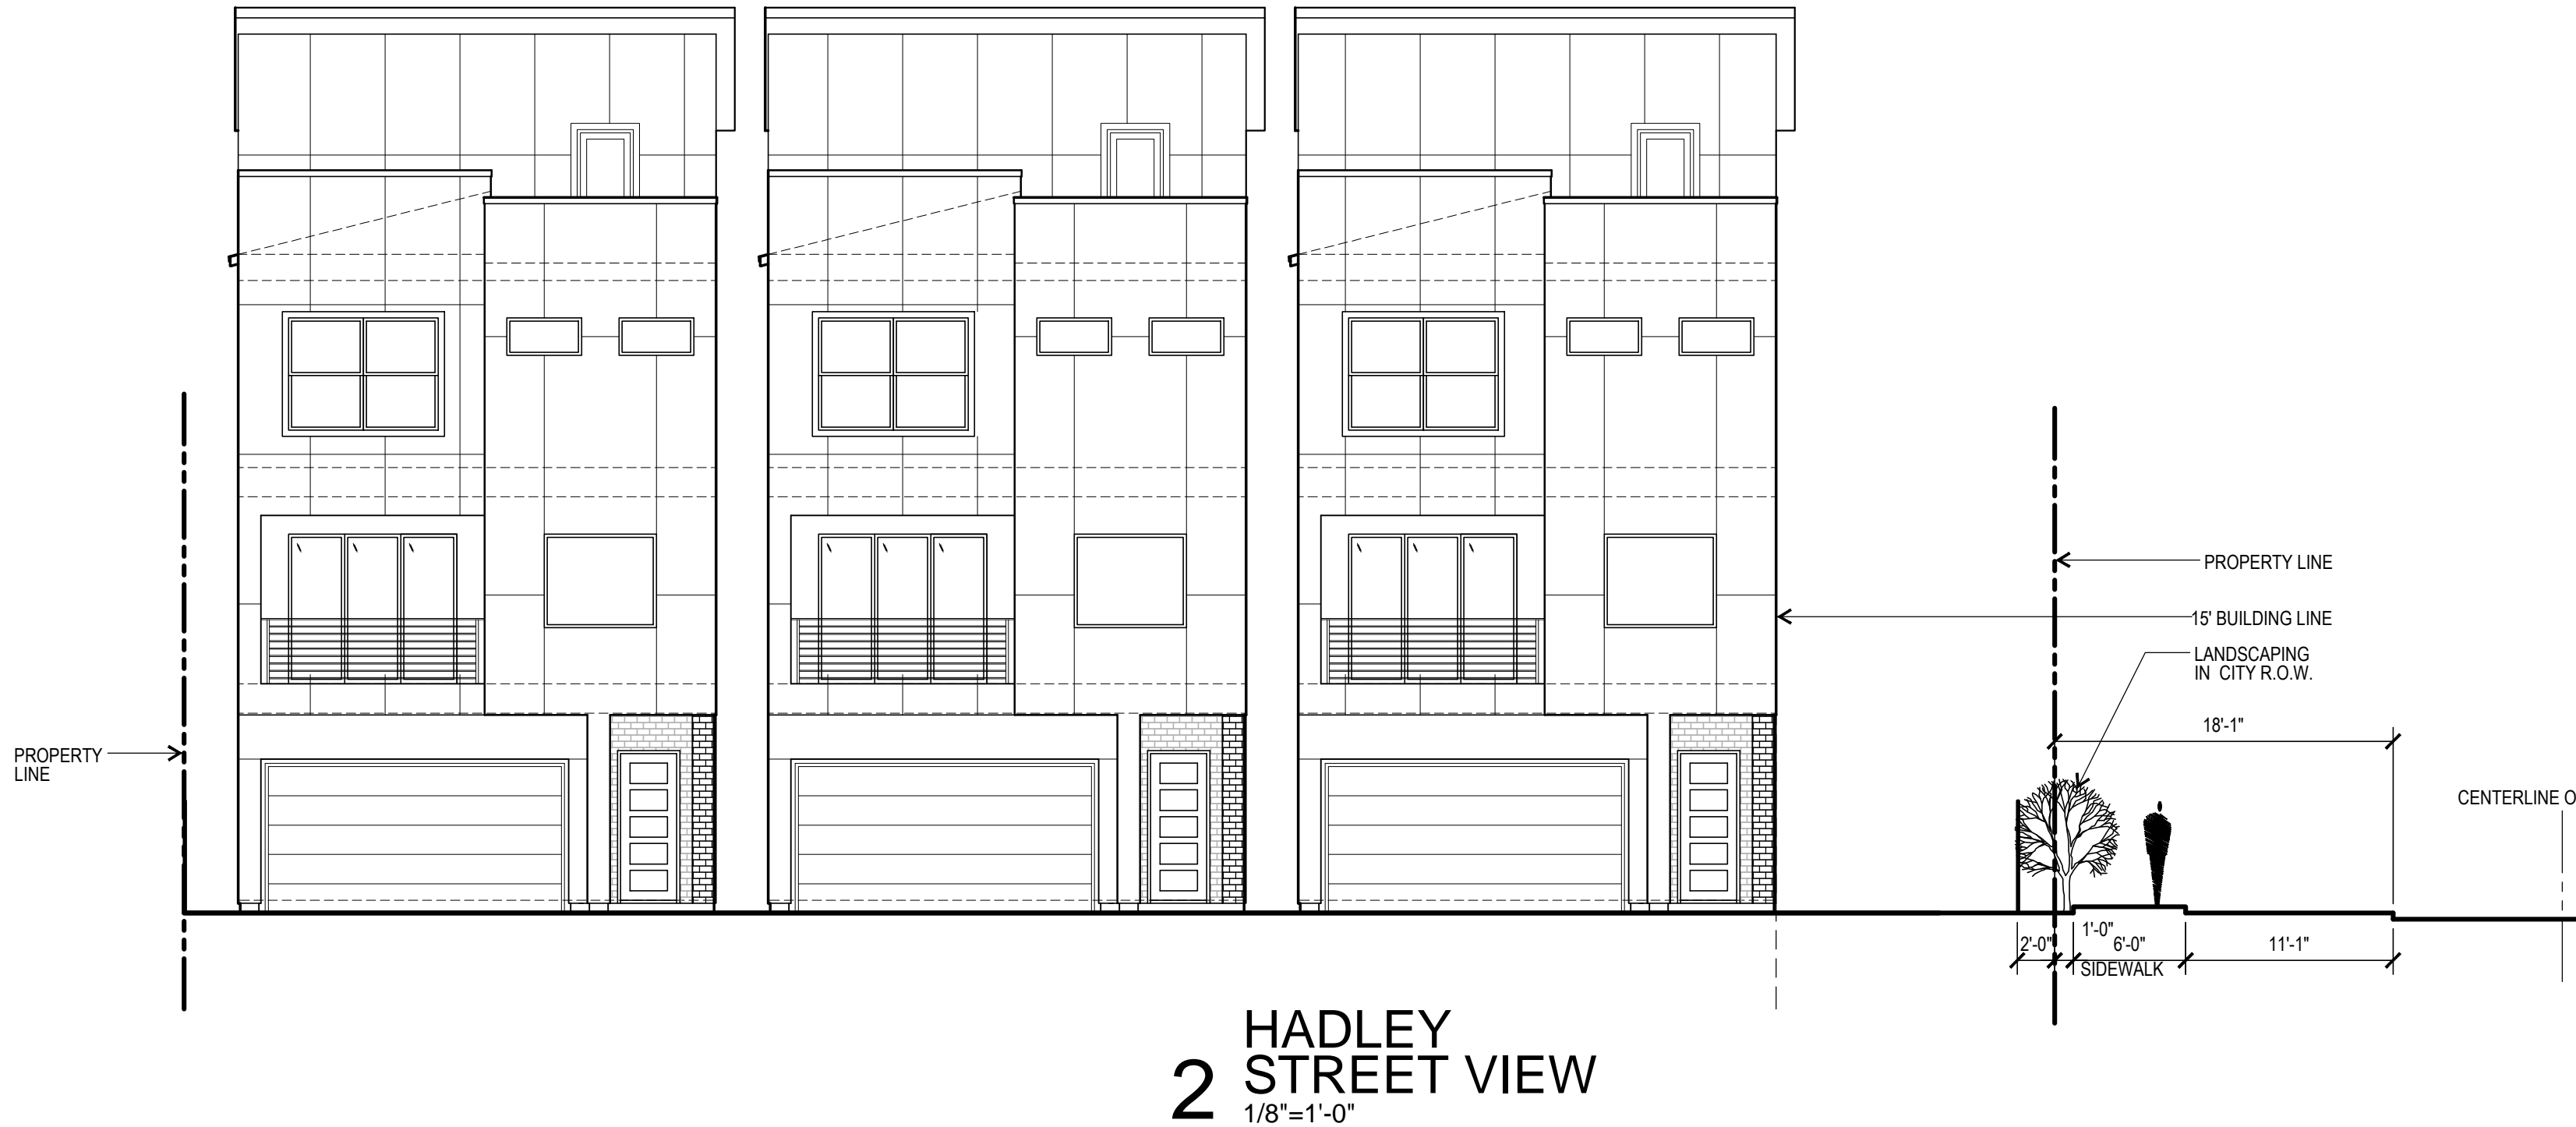 PROPERTY LINE
15' BUILDING LINE
LANDSCAPING
IN CITY R.O.W.
18'-1"
PROPERTY
LINE
CENTERLINE O
1'-0"
2'-0"
6'-0"
11'-1"
SIDEWALK
HADLEY
2 STREET VIEW
1/8"=1'-0"